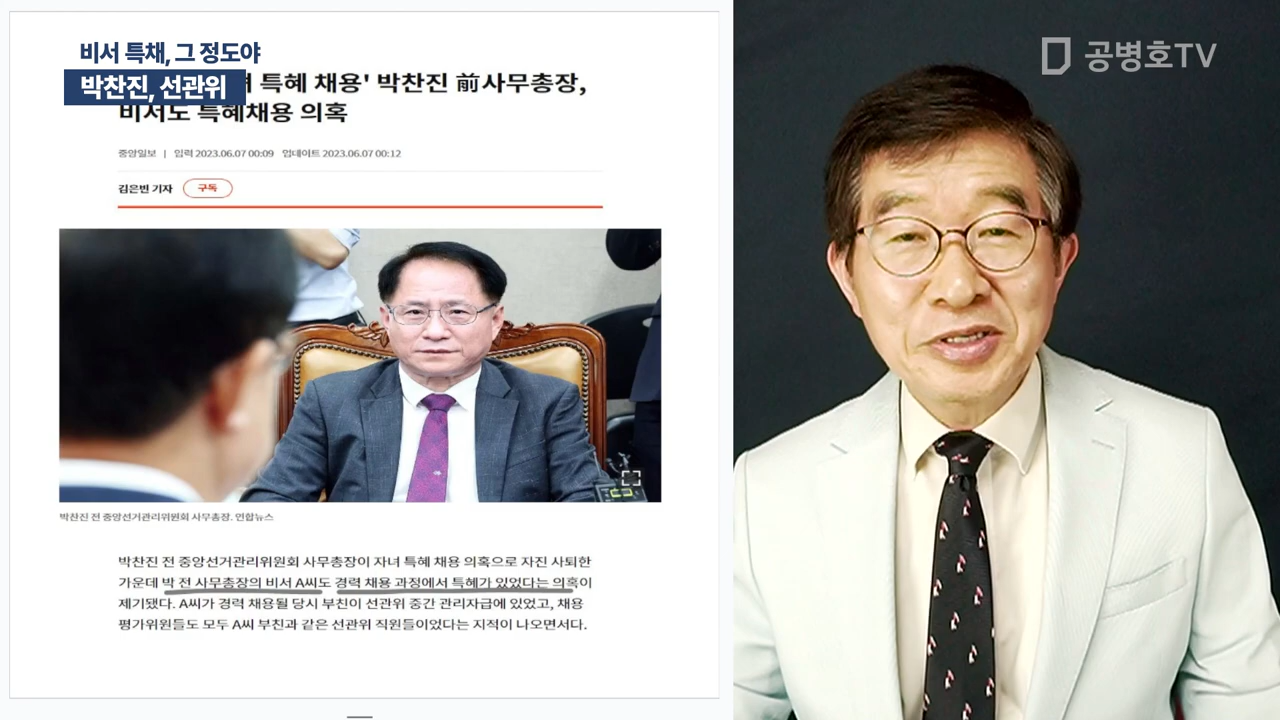 비서 특채, 그 정도야
박찬진, 선관위
특혜 채용' 박찬진 前사무총장,
비서도 특혜채용 의혹
공병호TV
중앙일보 | 입력 2023.06.07 00:09 업데이트 2023.06.07 00:12
김은빈 기자 구독
박찬진 전 중앙선거관리위원회 사무총장. 연합뉴스
박찬진 전 중앙선거관리위원회 사무총장이 자녀 특혜 채용 의혹으로 자진 사퇴한
가운데 박 전 사무총장의 비서 A씨도 경력 채용 과정에서 특혜가 있었다는 의혹이
제기됐다. A씨가 경력 채용될 당시 부친이 선관위 중간 관리자급에 있었고, 채용
평가위원들도 모두 A씨 부친과 같은 선관위 직원들이었다는 지적이 나오면서다.